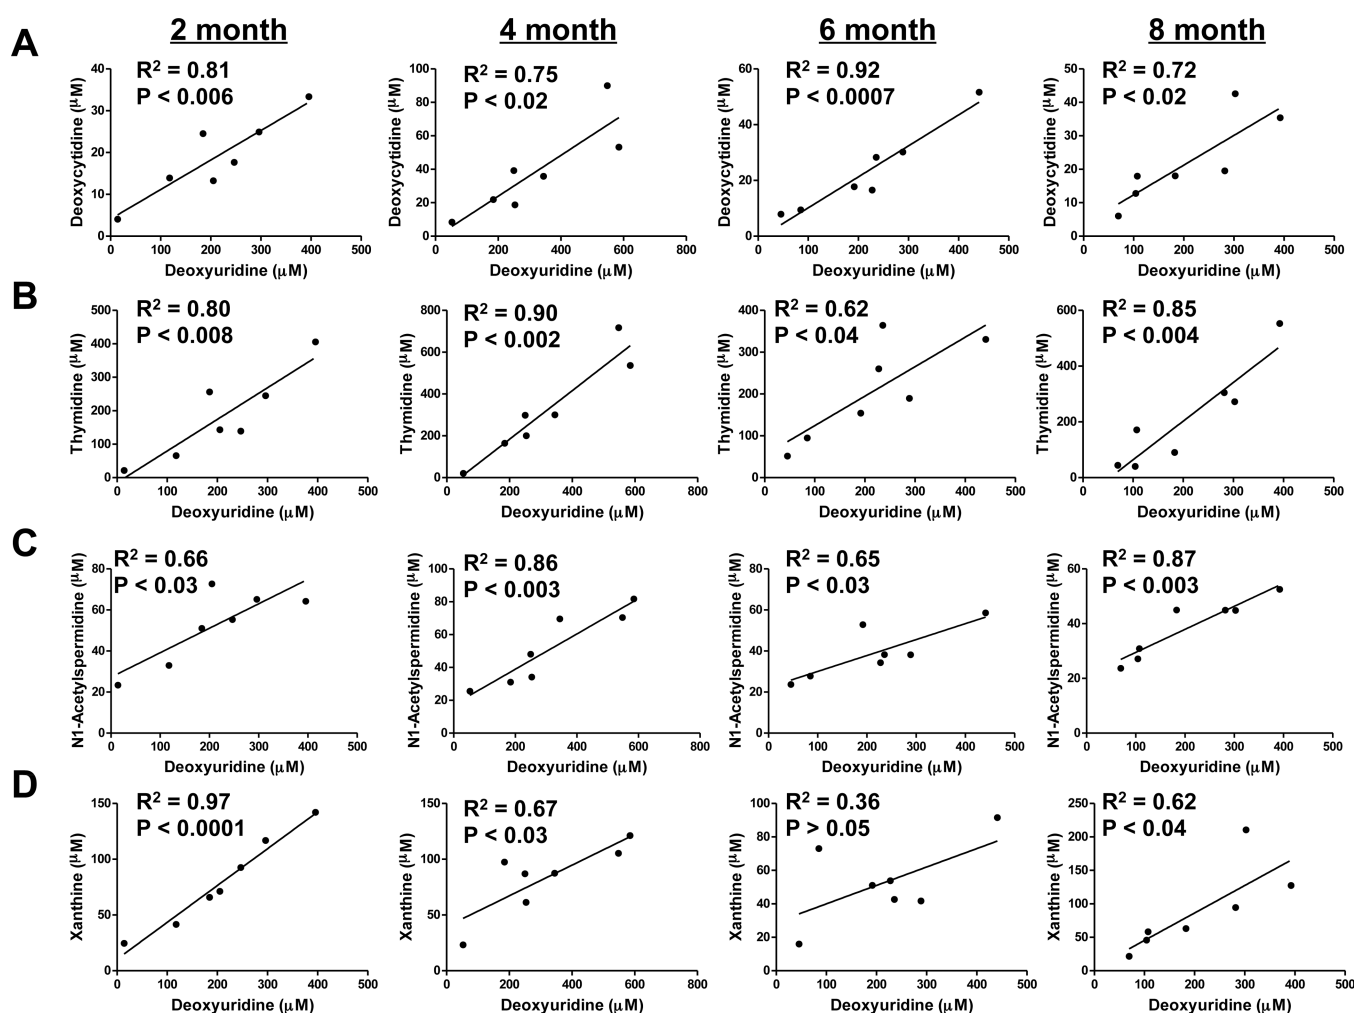 2 month 4 month 6 month 8 month
A
R² = 0.81
P < 0.006
Deoxycytidine (µM)
40
30
20
10
0
0 100 200 300 400 500
Deoxyuridine (µM)
R² = 0.75
P < 0.02
Deoxycytidine (µM)
100
80
60
40
20
0
0 200 400 600 800
Deoxyuridine (µM)
R² = 0.92
P < 0.0007
Deoxycytidine (µM)
60
40
20
0
0 100 200 300 400 500
Deoxyuridine (µM)
R² = 0.72
P < 0.02
Deoxycytidine (µM)
50
40
30
20
10
0
0 100 200 300 400 500
Deoxyuridine (µM)
B
R² = 0.80
P < 0.008
Thymidine (µM)
500
400
300
200
100
0
0 100 200 300 400 500
Deoxyuridine (µM)
R² = 0.90
P < 0.002
Thymidine (µM)
800
600
400
200
0
0 200 400 600 800
Deoxyuridine (µM)
R² = 0.62
P < 0.04
Thymidine (µM)
400
300
200
100
0
0 100 200 300 400 500
Deoxyuridine (µM)
R² = 0.85
P < 0.004
Thymidine (µM)
600
400
200
0
0 100 200 300 400 500
Deoxyuridine (µM)
C
R² = 0.66
P < 0.03
N1-Acetylspermidine (µM)
80
60
40
20
0
0 100 200 300 400 500
Deoxyuridine (µM)
R² = 0.86
P < 0.003
N1-Acetylspermidine (µM)
100
80
60
40
20
0
0 200 400 600 800
Deoxyuridine (µM)
R² = 0.65
P < 0.03
N1-Acetylspermidine (µM)
80
60
40
20
0
0 100 200 300 400 500
Deoxyuridine (µM)
R² = 0.87
P < 0.003
N1-Acetylspermidine (µM)
60
40
20
0
0 100 200 300 400 500
Deoxyuridine (µM)
D
R² = 0.97
P < 0.0001
Xanthine (µM)
150
100
50
0
0 100 200 300 400 500
Deoxyuridine (µM)
R² = 0.67
P < 0.03
Xanthine (µM)
150
100
50
0
0 200 400 600 800
Deoxyuridine (µM)
R² = 0.36
P > 0.05
Xanthine (µM)
100
80
60
40
20
0
0 100 200 300 400 500
Deoxyuridine (µM)
R² = 0.62
P < 0.04
Xanthine (µM)
250
200
150
100
50
0
0 100 200 300 400 500
Deoxyuridine (µM)